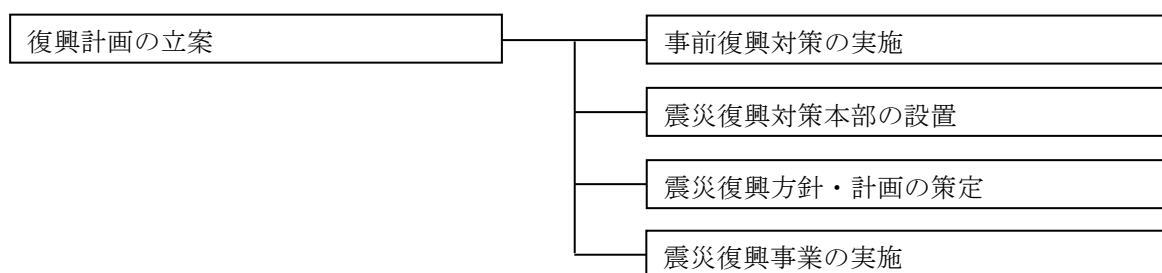 復興計画の立案
事前復興対策の実施
震災復興対策本部の設置
震災復興方針・計画の策定
震災復興事業の実施